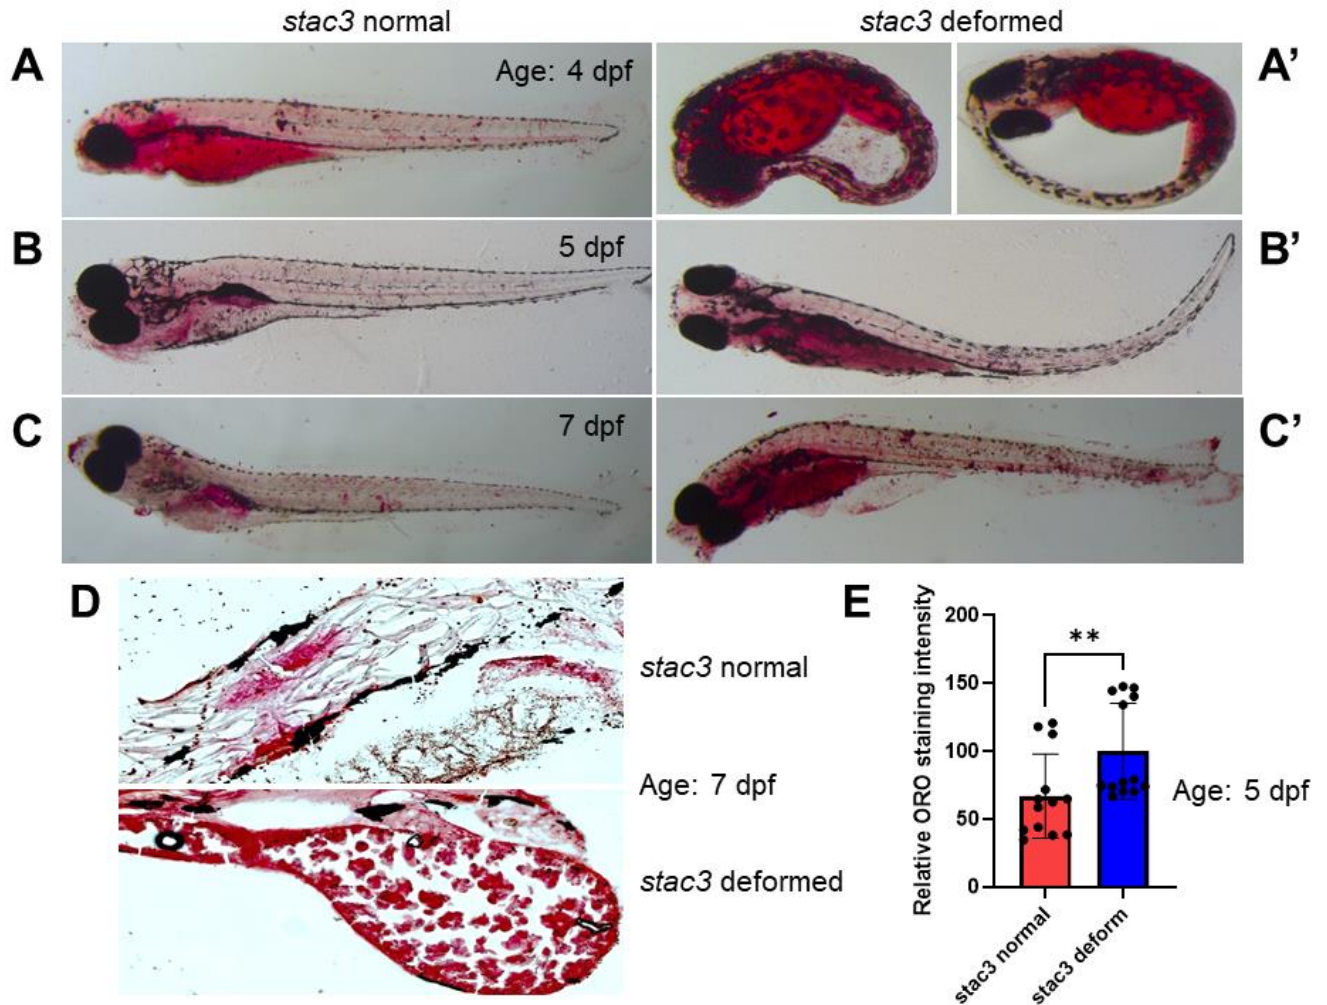 stac3 normal
stac3 deformed
A
Age: 4 dpf
A’
B
5 dpf
B’
C
7 dpf
C’
D
stac3 normal
Age: 7 dpf
stac3 deformed
E
Relative ORO staining intensity
200
150
100
50
0
**
stac3 normal
stac3 deform
Age: 5 dpf